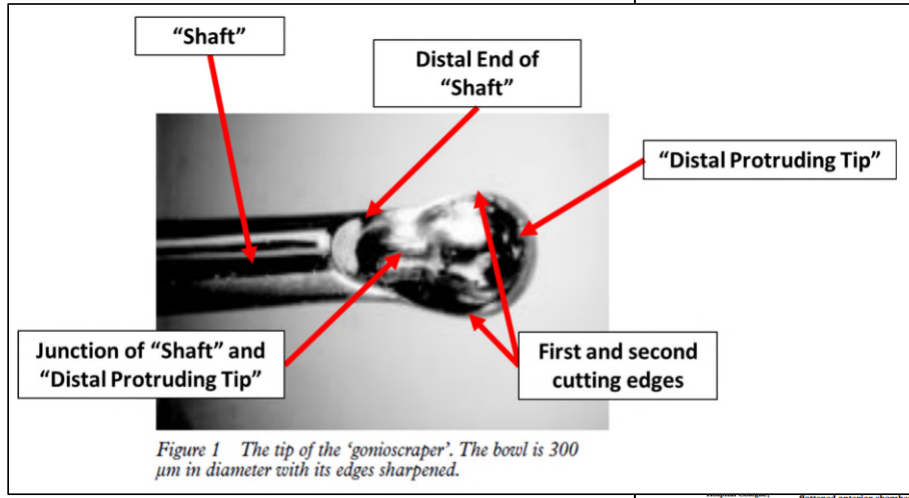 “Shaft”
Distal End of
“Shaft”
“Distal Protruding Tip”
Junction of “Shaft” and
“Distal Protruding Tip”
First and second
cutting edges
Figure 1 The tip of the ‘gonioscraper’. The bowl is 300
μm in diameter with its edges sharpened.